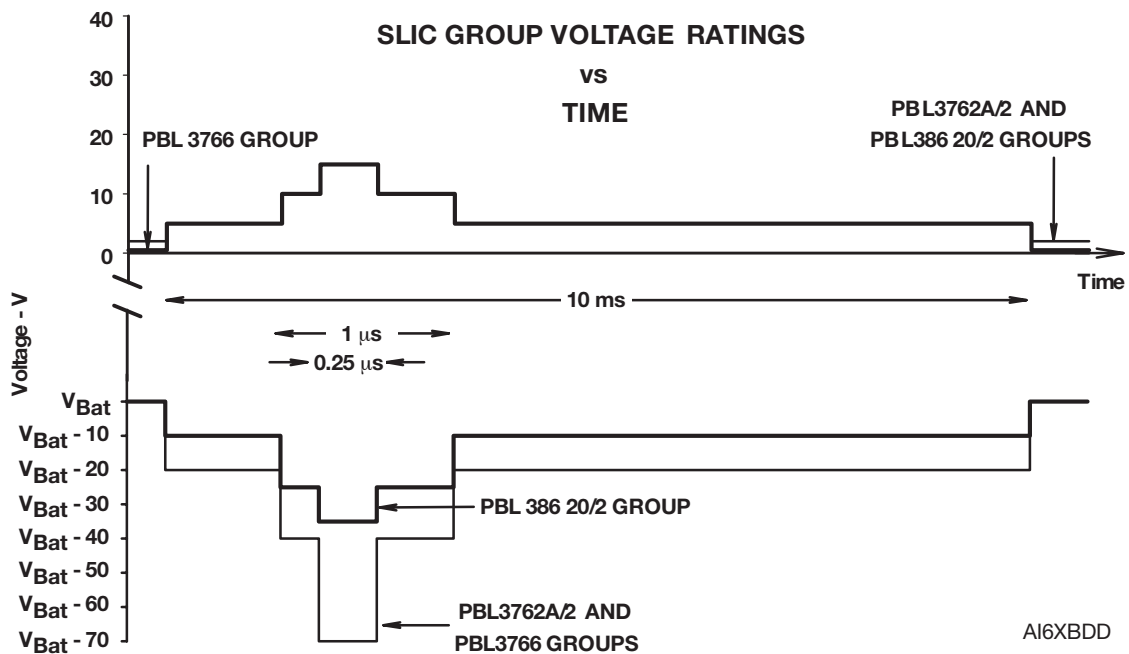 SLIC GROUP VOLTAGE RATINGS
vs
TIME
40
30
20
10
0
PBL 3766 GROUP
PBL3762A/2 AND
PBL386 20/2 GROUPS
Time
10 ms
1 μs
0.25 μs
Voltage - V
VBat
VBat - 10
VBat - 20
VBat - 30
VBat - 40
VBat - 50
VBat - 60
VBat - 70
PBL 386 20/2 GROUP
PBL3762A/2 AND
PBL3766 GROUPS
AI6XBDD